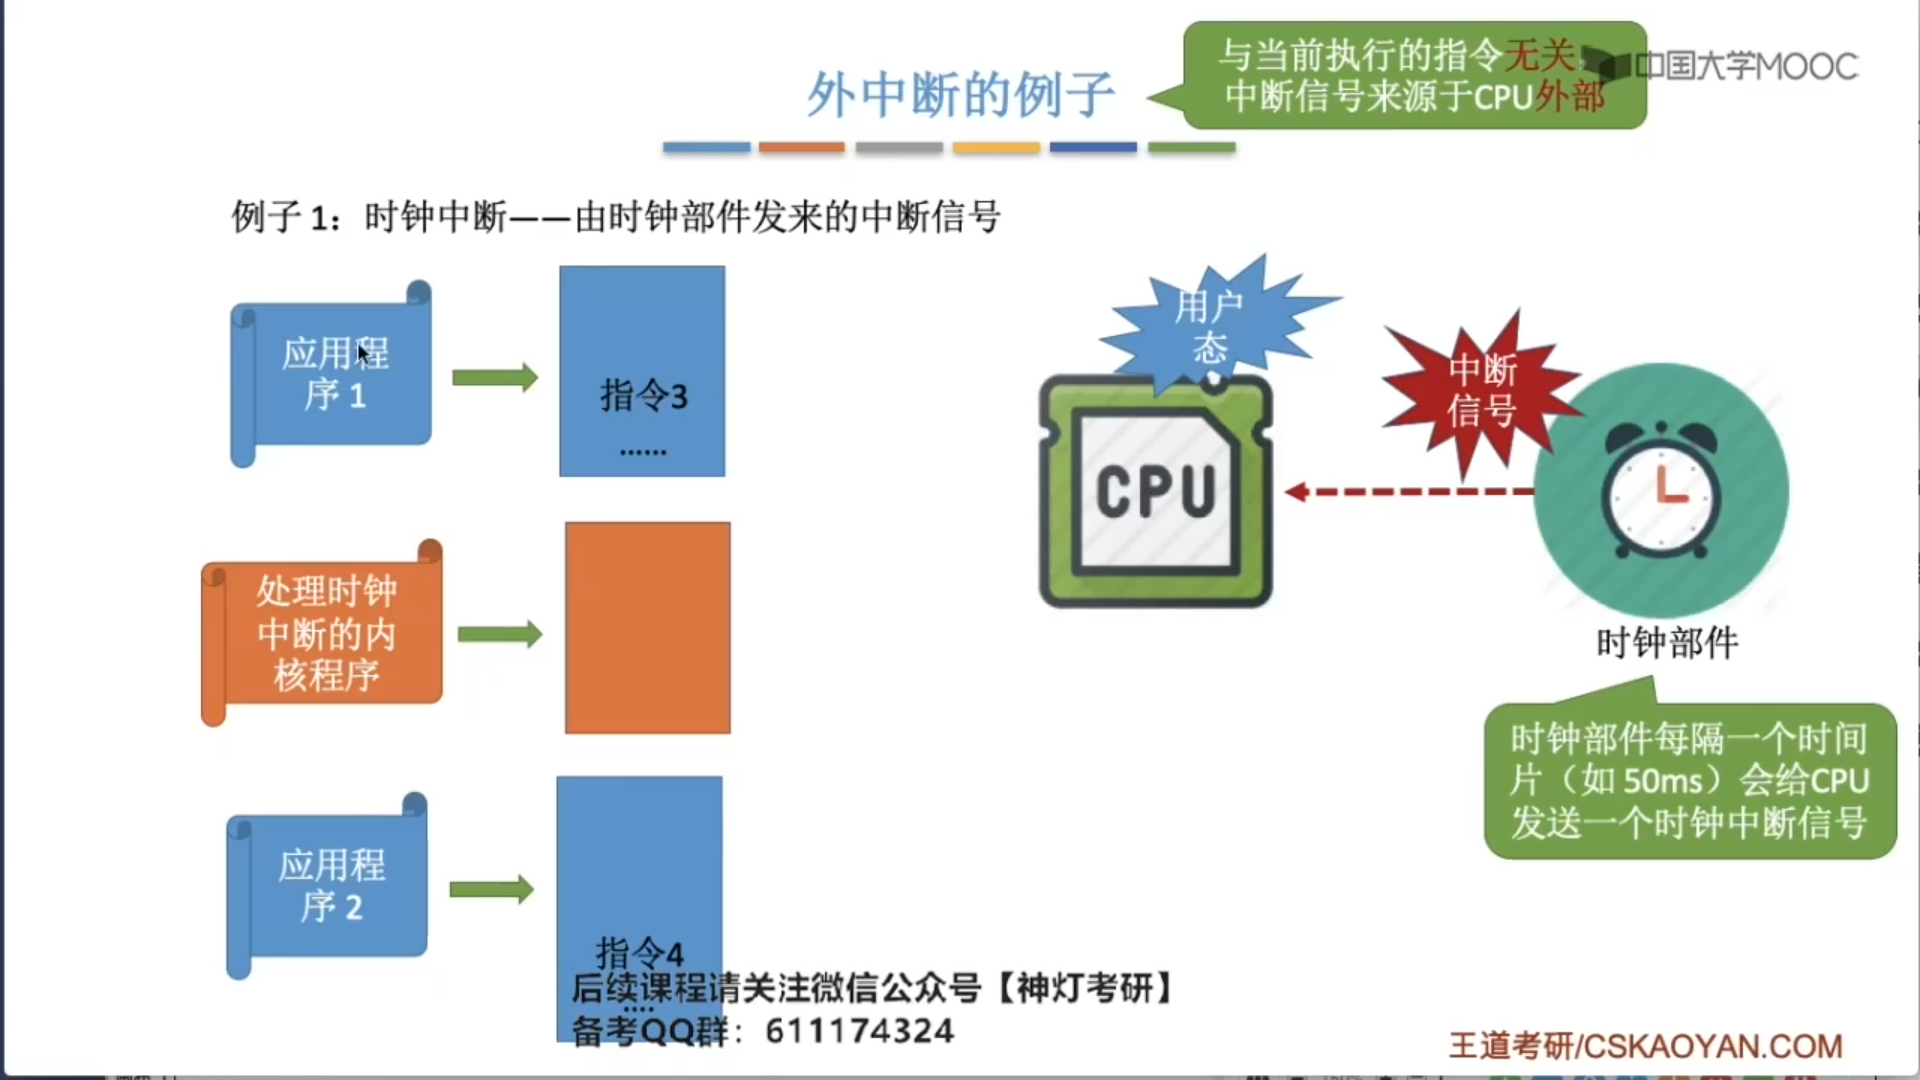 外中断的例子
与当前执行的指令无关
中断信号来源于CPU外部
中国大学MOOC
例子 1：时钟中断——由时钟部件发来的中断信号
应用程
序 1
指令3
……
用户
态
中断
信号
CPU
处理时钟
中断的内
核程序
时钟部件
时钟部件每隔一个时间
片（如 50ms）会给CPU
发送一个时钟中断信号
应用程
序 2
指令4
后续课程请关注微信公众号【神灯考研】
备考QQ群：611174324
王道考研/CSKAOYAN.COM